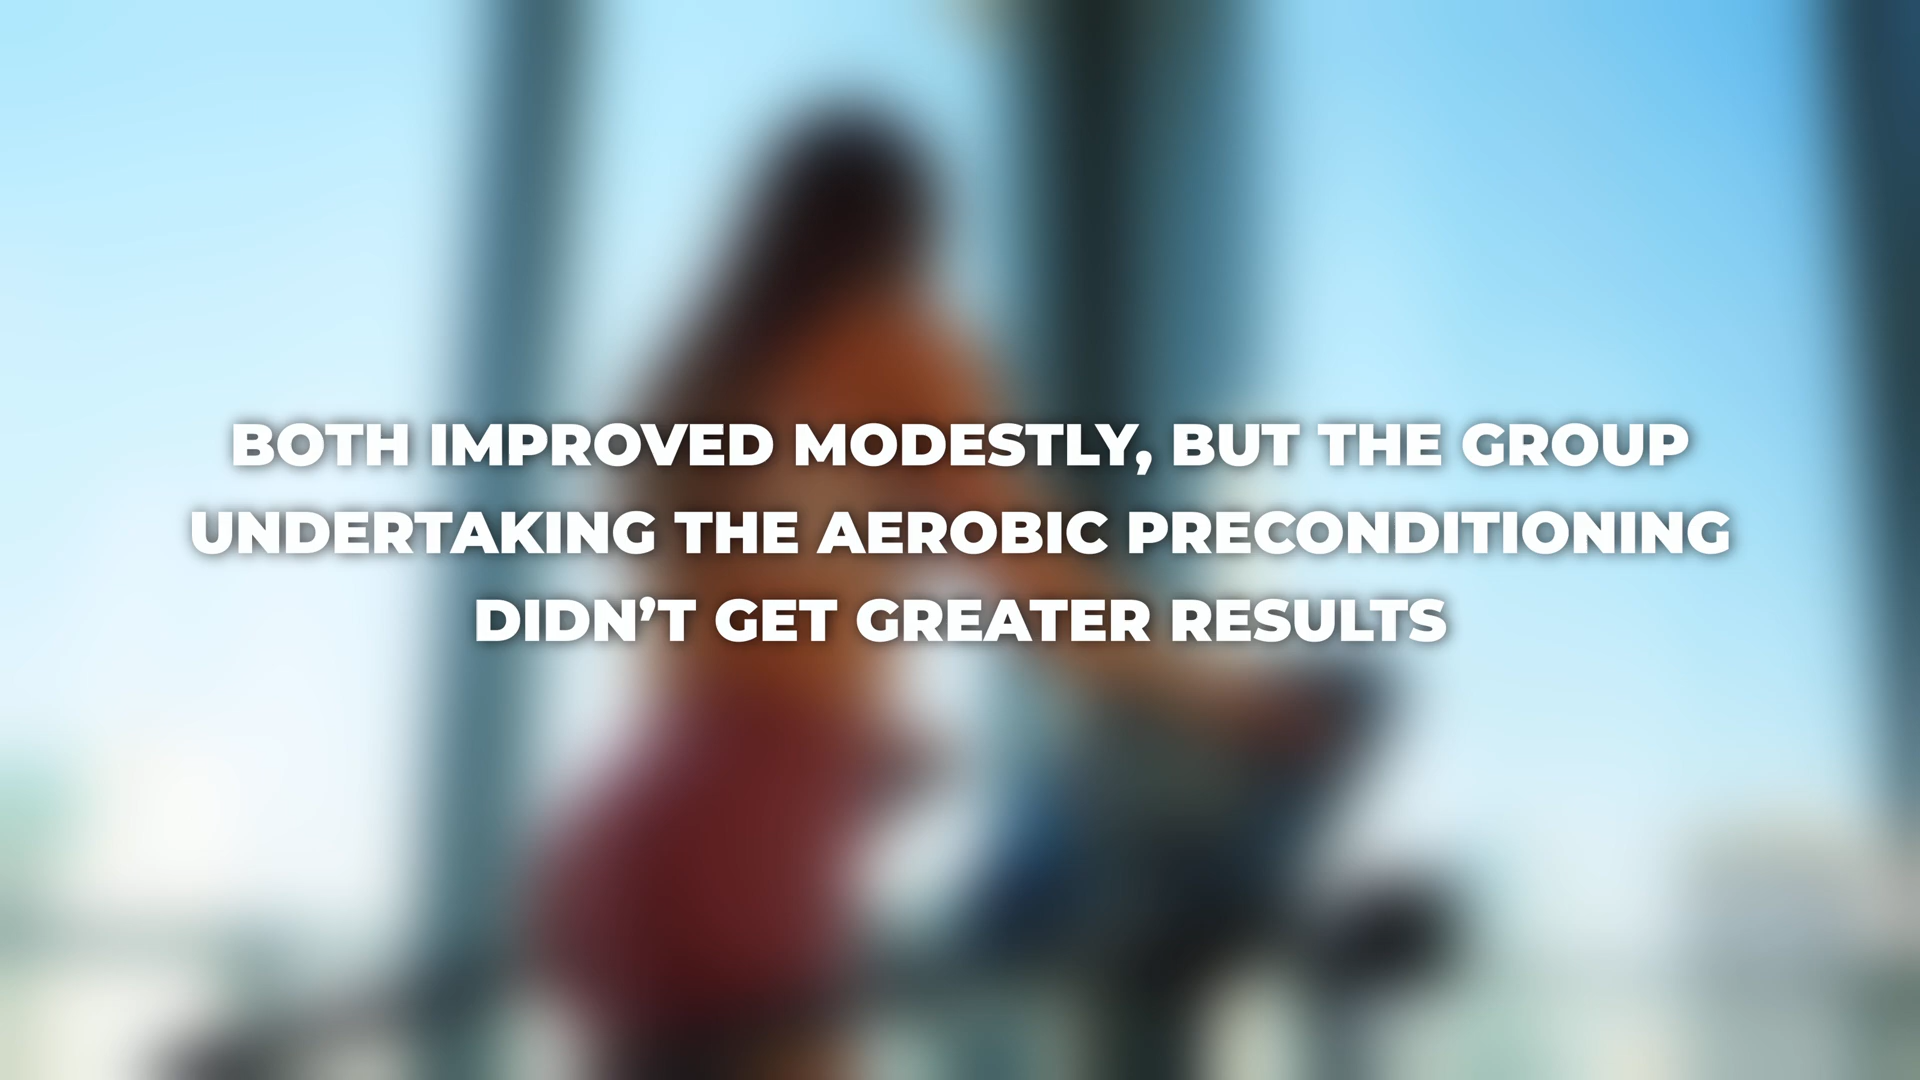 BOTH IMPROVED MODESTLY, BUT THE GROUP
UNDERTAKING THE AEROBIC PRECONDITIONING
DIDN’T GET GREATER RESULTS